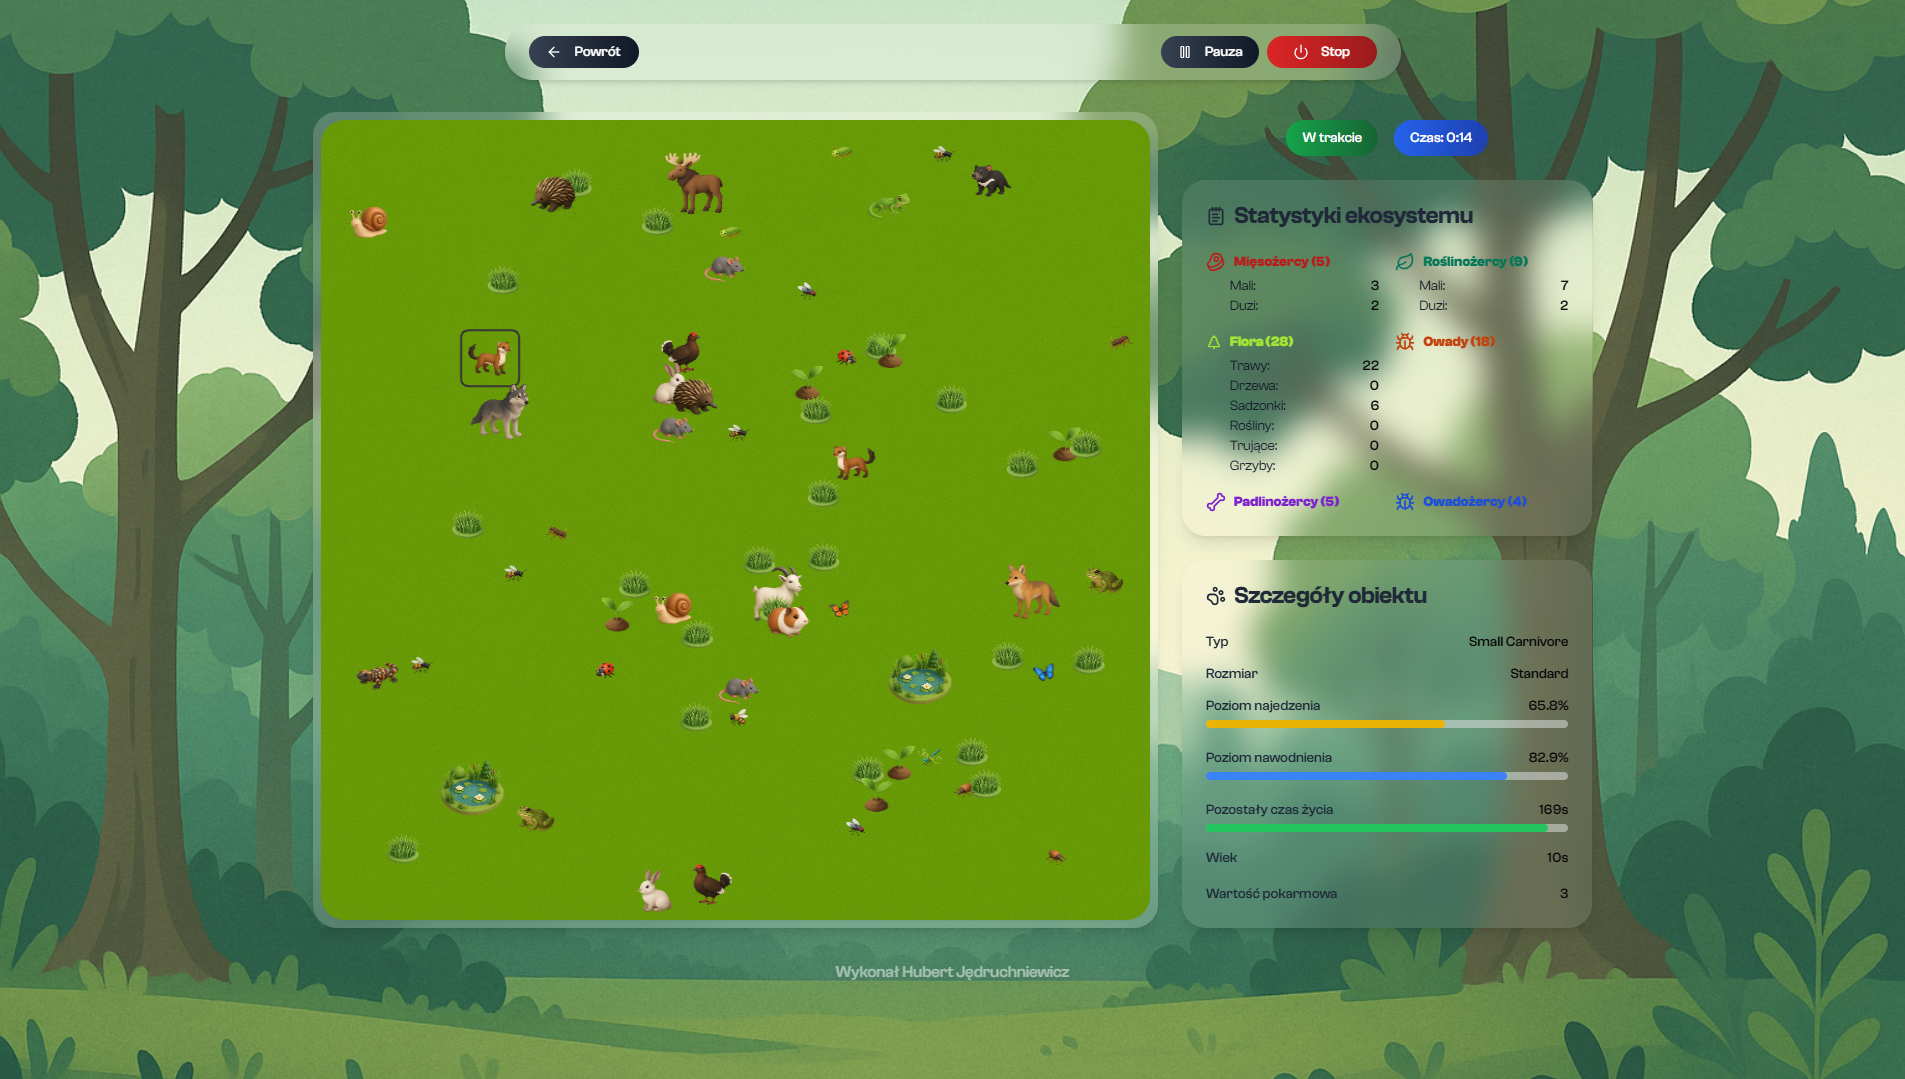 Powrót
Pauza
Stop
W trakcie
Czas: 0:14
Statystyki ekosystemu
Mięsożercy (5)
Roślinożercy (9)
Mali: 3
Mali: 7
Duzi: 2
Duzi: 2
Flora (28)
Owady (18)
Trawy: 22
Drzewa: 0
Sadzonki: 6
Rośliny: 0
Trujące: 0
Grzyby: 0
Padlinożercy (5)
Owadożercy (4)
Szczegóły obiektu
Typ Small Carnivore
Rozmiar Standard
Poziom najedzenia 65.8%
Poziom nawodnienia 82.9%
Pozostały czas życia 169s
Wiek 10s
Wartość pokarmowa 3
Wykonał Hubert Jędruchniewicz